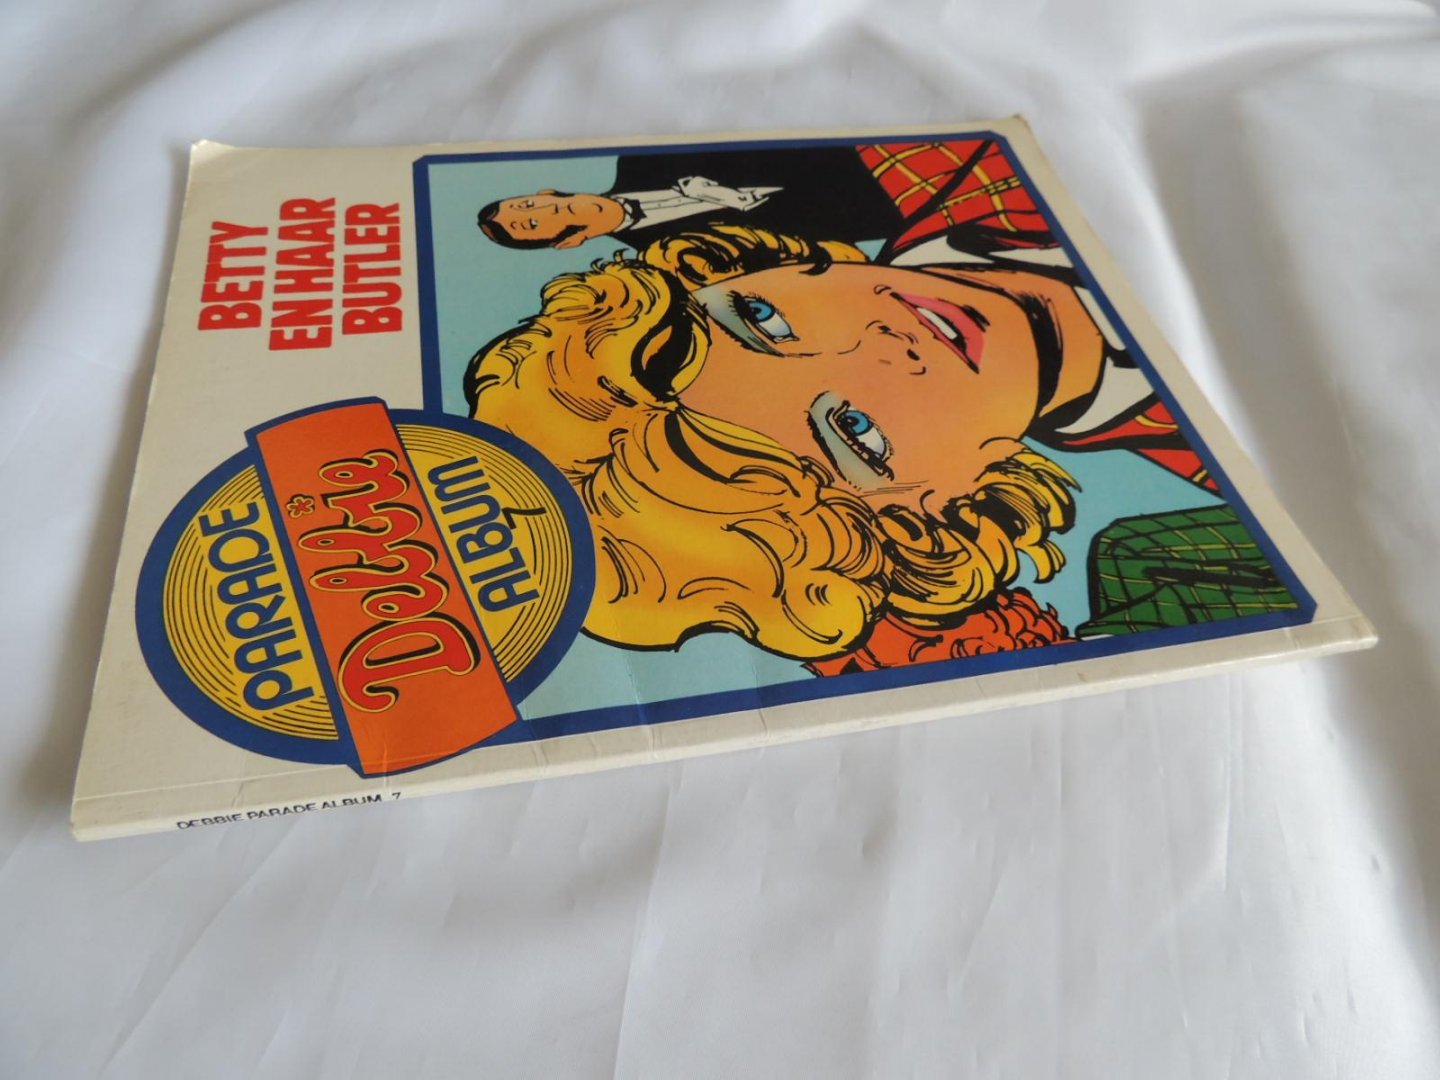 BETTY
EN HAAR
BUTLER
PARADE
Debbie
ALBUM
7
DEBBIE PARADE ALBUM 7